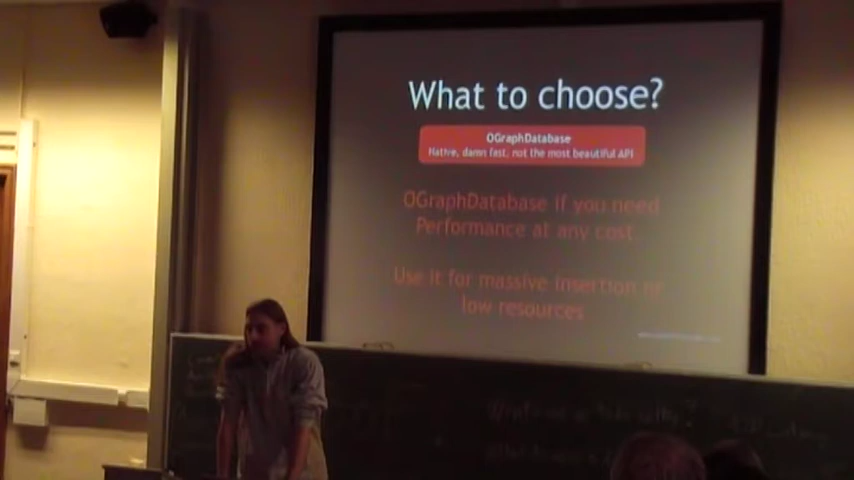 What to choose?
OGraphDatabase
Native, damn fast, not the most beautiful API
OGraphDatabase if you need
Performance at any cost
Use it for massive insertion or
low resources